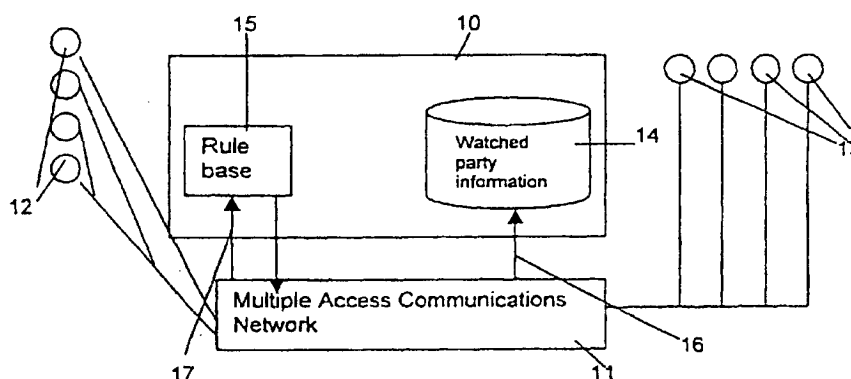 15
10
Rule
base
Watched
party
information
14
12
Multiple Access Communications
Network
17
16
11